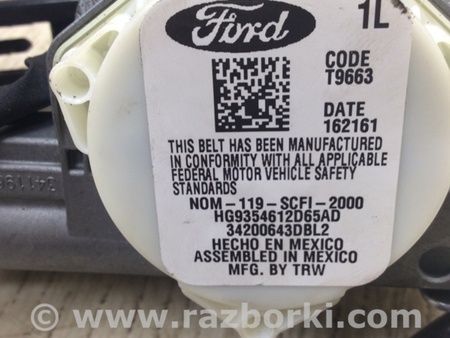 Ford
1L
CODE
T9663
DATE
162161
THIS BELT HAS BEEN MANUFACTURED
IN CONFORMITY WITH ALL APPLICABLE
FEDERAL MOTOR VEHICLE SAFETY
STANDARDS
NOM-119-SCFI-2000
HG9354612D65AD
34200643DBL2
HECHO EN MEXICO
ASSEMBLED IN MEXICO
MFG. BY TRW
www.razborki.com